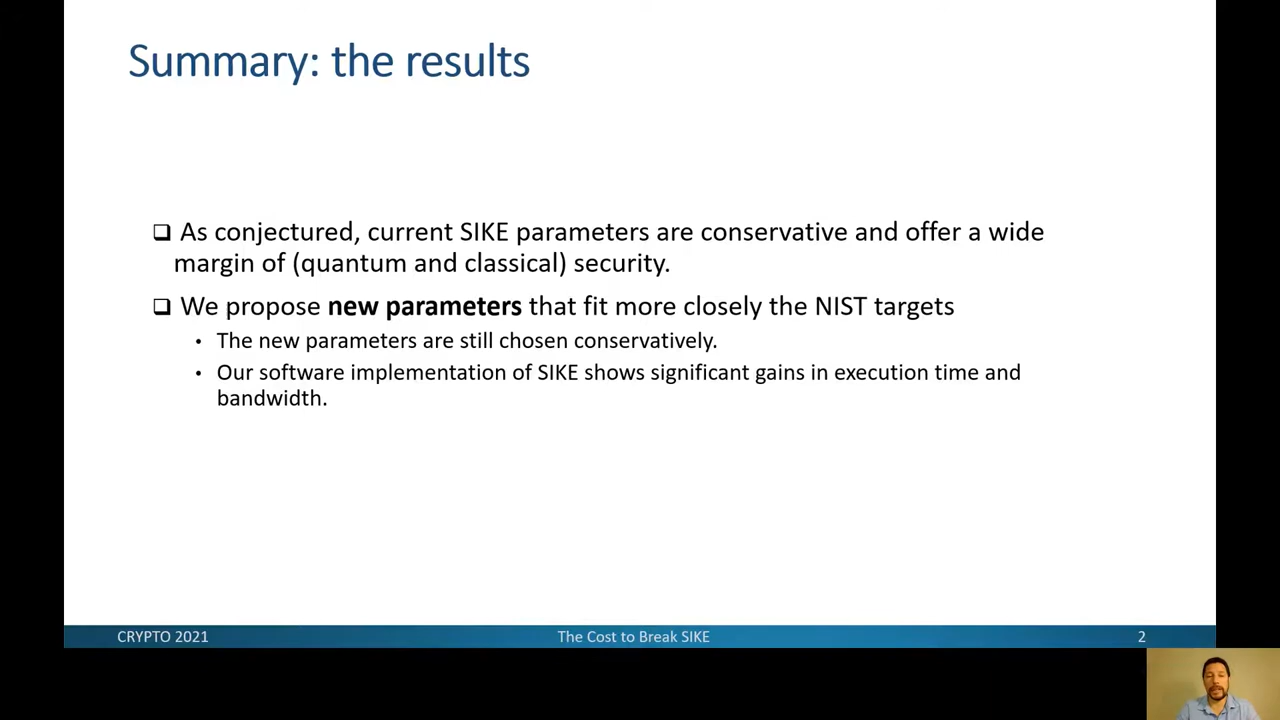 Summary: the results
❑ As conjectured, current SIKE parameters are conservative and offer a wide
margin of (quantum and classical) security.
❑ We propose new parameters that fit more closely the NIST targets
• The new parameters are still chosen conservatively.
• Our software implementation of SIKE shows significant gains in execution time and
bandwidth.
CRYPTO 2021 The Cost to Break SIKE 2